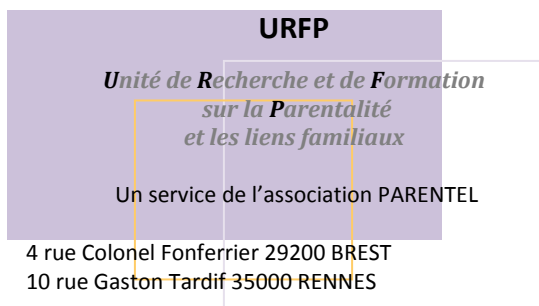 URFP
Unité de Recherche et de Formation
sur la Parentalité
et les liens familiaux
Un service de l’association PARENTEL
4 rue Colonel Fonferrier 29200 BREST
10 rue Gaston Tardif 35000 RENNES